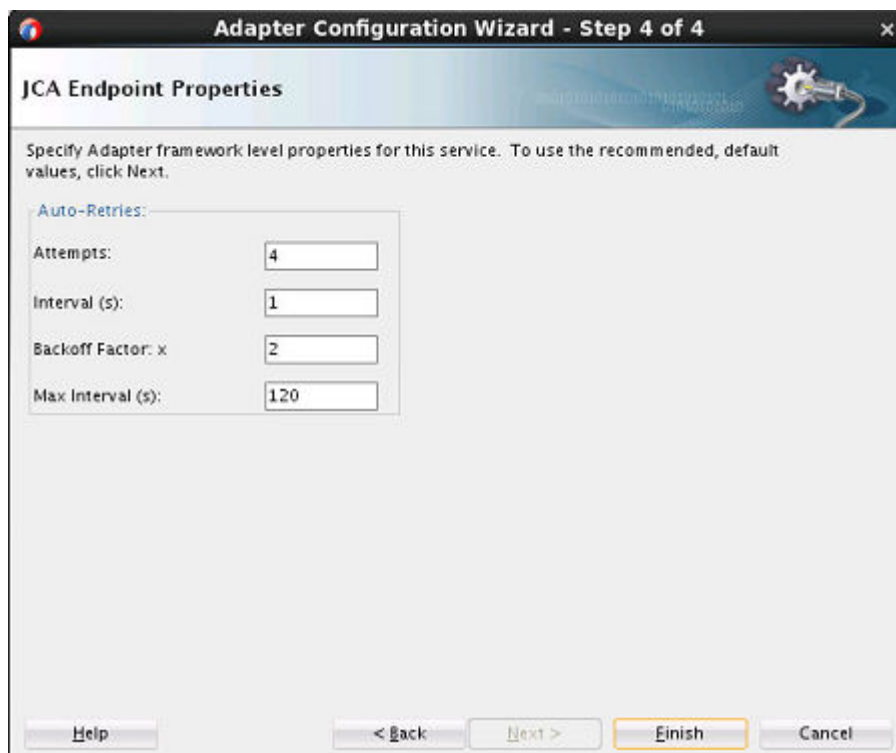 Adapter Configuration Wizard - Step 4 of 4
JCA Endpoint Properties
Specify Adapter framework level properties for this service. To use the recommended, default
values, click Next.
Auto-Retries:
Attempts: 4
Interval (s): 1
Backoff Factor: x 2
Max Interval (s): 120
Help < Back Next > Finish Cancel